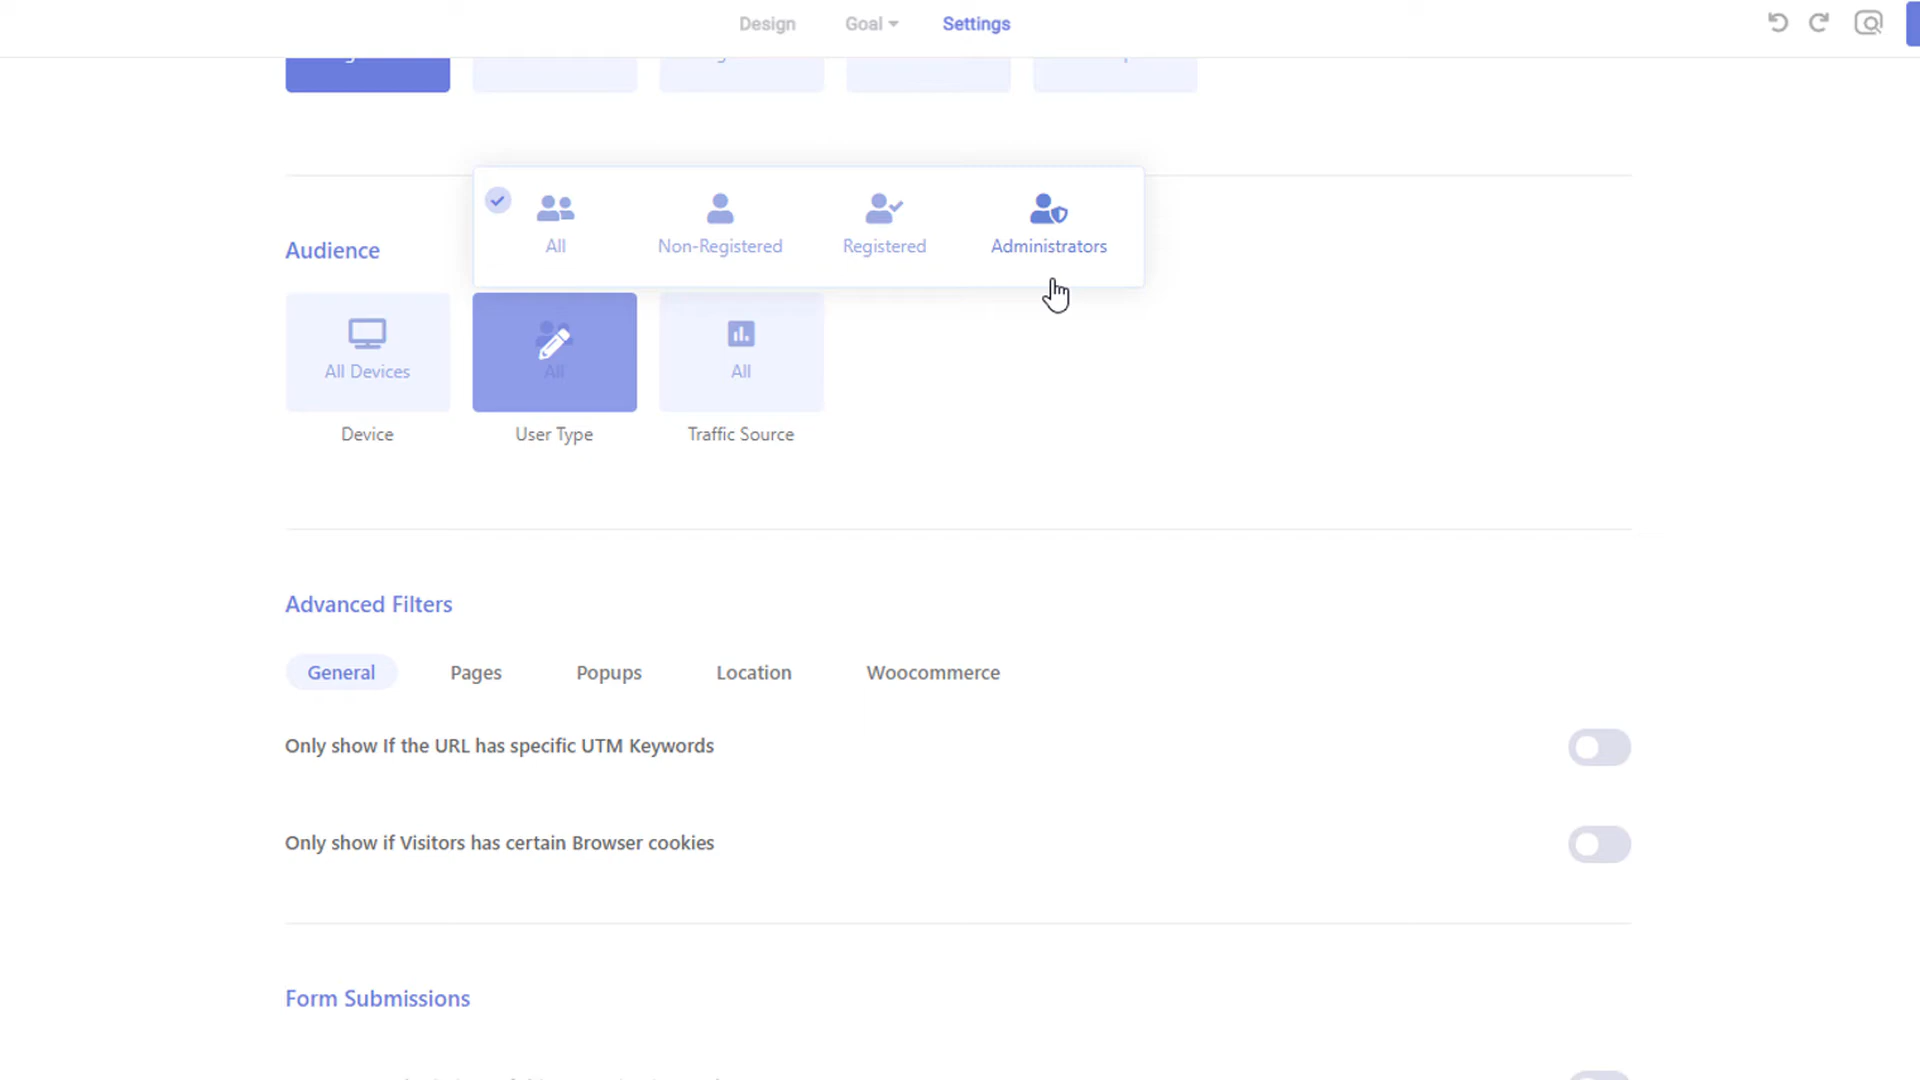 Design Goal Settings
All Non-Registered Registered Administrators
Audience
All Devices All All
Device User Type Traffic Source
Advanced Filters
General Pages Popups Location Woocommerce
Only show If the URL has specific UTM Keywords
Only show if Visitors has certain Browser cookies
Form Submissions